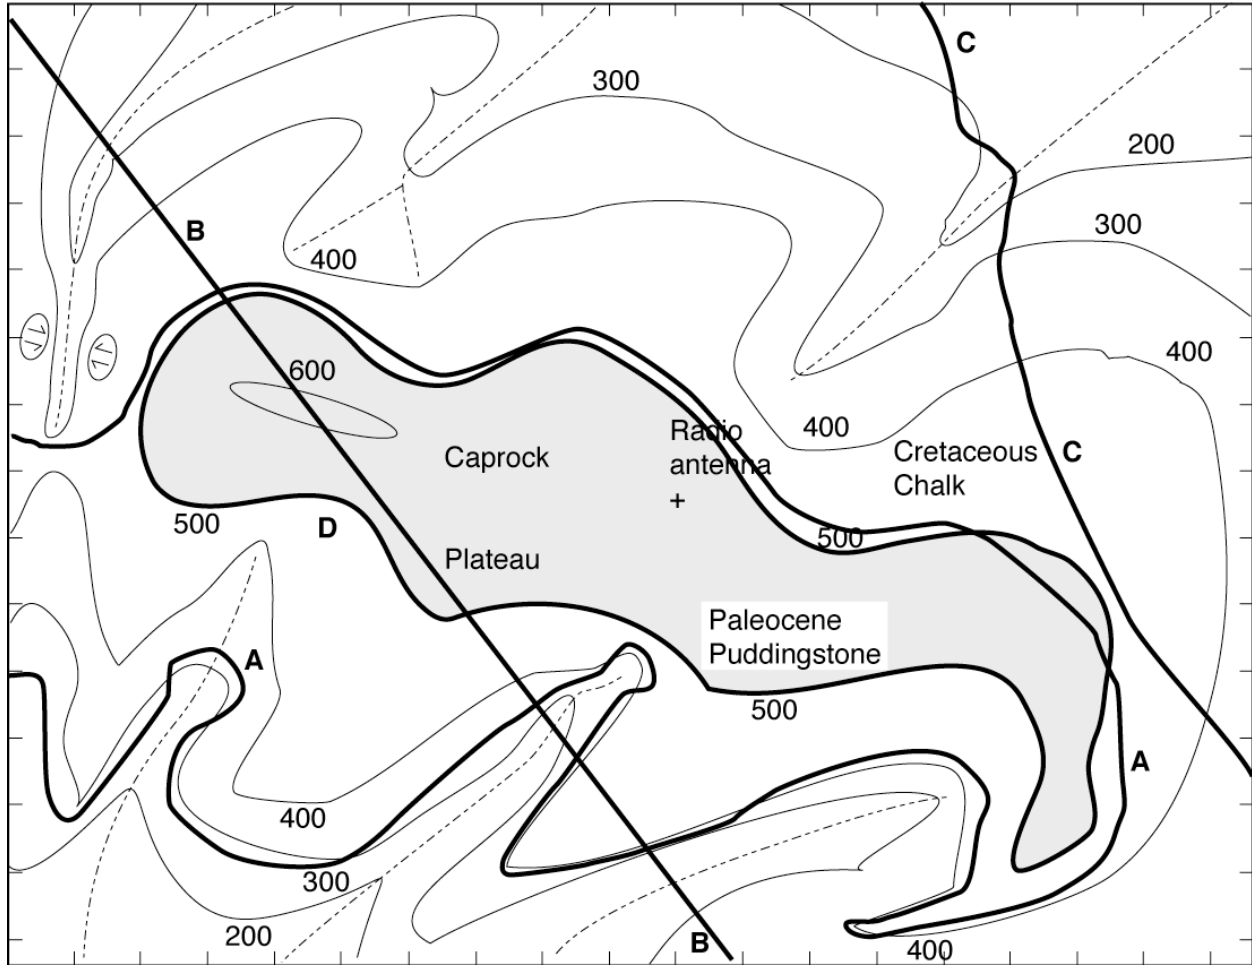 C
300
200
B
300
400
400
600
Radio
antenna
+
400
Cretaceous
Chalk
C
Caprock
500
D
500
Plateau
Paleocene
Puddingstone
A
500
A
400
300
200
B
400